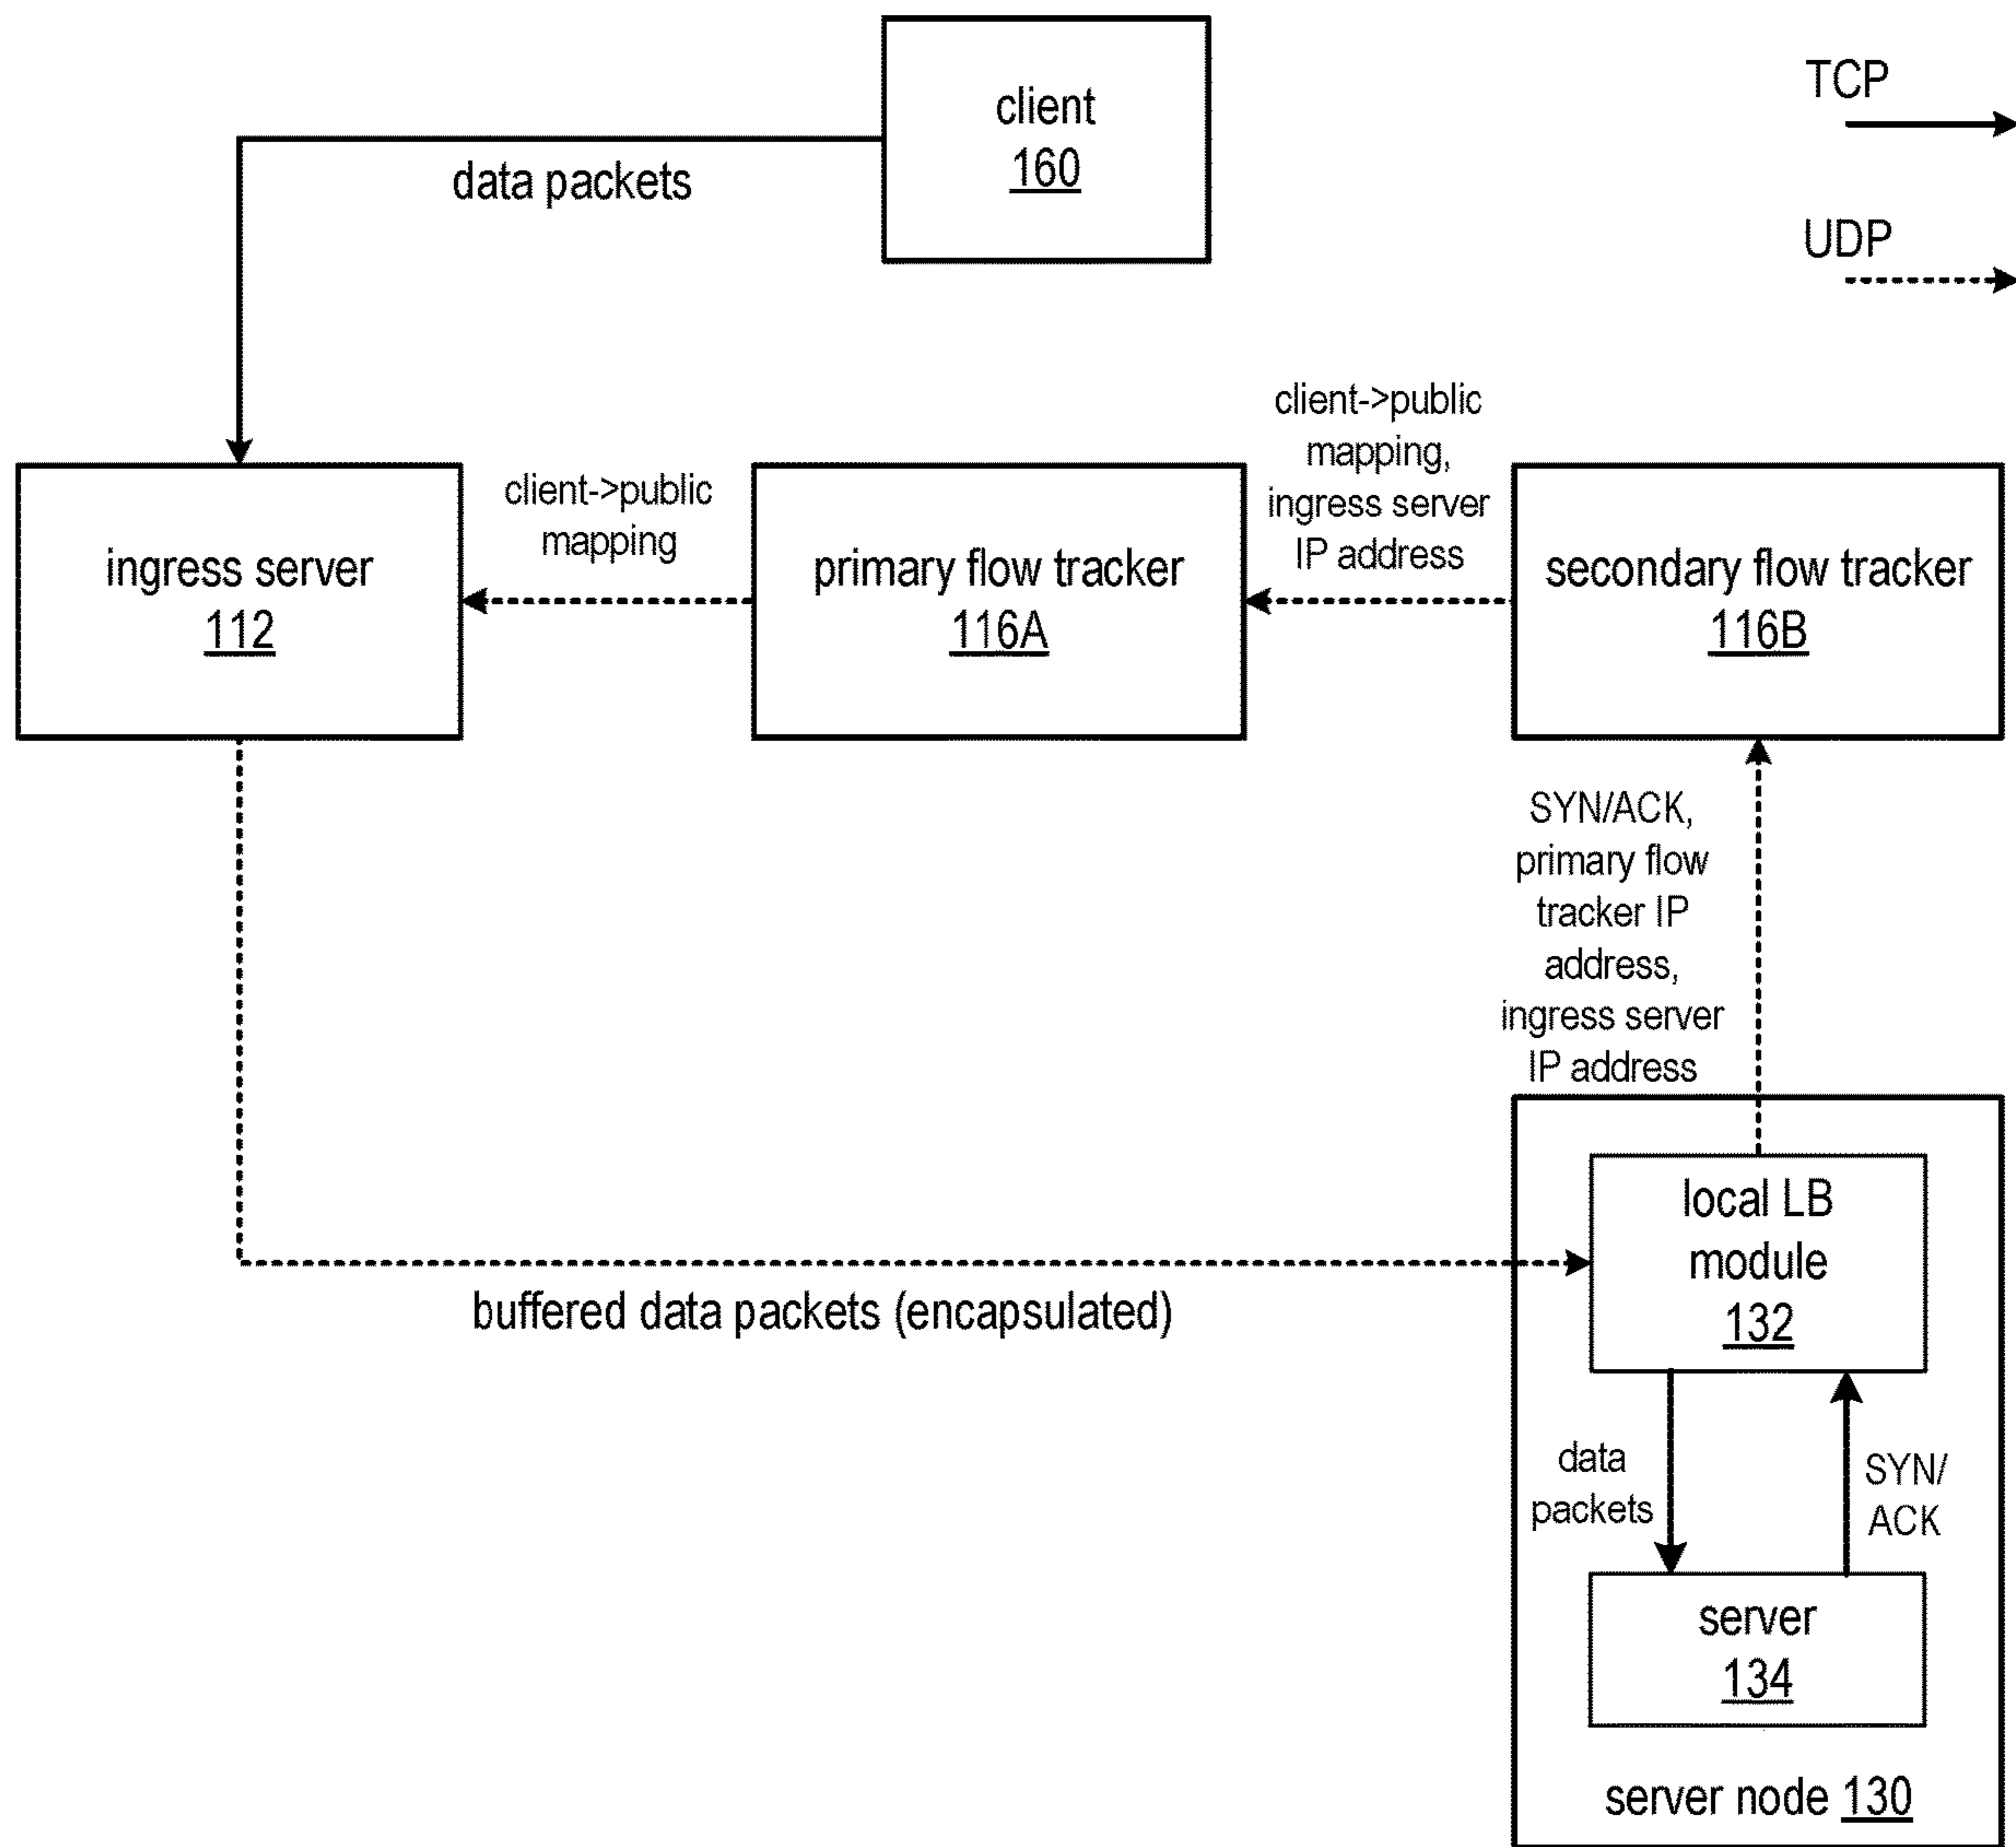 client
160
TCP
data packets
UDP
client->public
mapping,
ingress server
IP address
client->public
mapping
ingress server
112
primary flow tracker
116A
secondary flow tracker
116B
SYN/ACK,
primary flow
tracker IP
address,
ingress server
IP address
local LB
module
132
buffered data packets (encapsulated)
data
packets
SYN/
ACK
server
134
server node 130